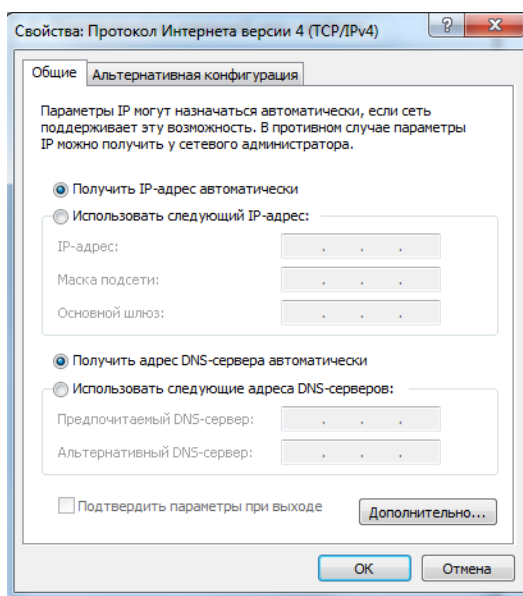 Свойства: Протокол Интернета версии 4 (TCP/IPv4)
Общие
Альтернативная конфигурация
Параметры IP могут назначаться автоматически, если сеть
поддерживает эту возможность. В противном случае параметры
IP можно получить у сетевого администратора.
Получить IP-адрес автоматически
Использовать следующий IP-адрес:
IP-адрес:
Маска подсети:
Основной шлюз:
Получить адрес DNS-сервера автоматически
Использовать следующие адреса DNS-серверов:
Предпочитаемый DNS-сервер:
Альтернативный DNS-сервер:
Подтвердить параметры при выходе
Дополнительно...
ОК
Отмена